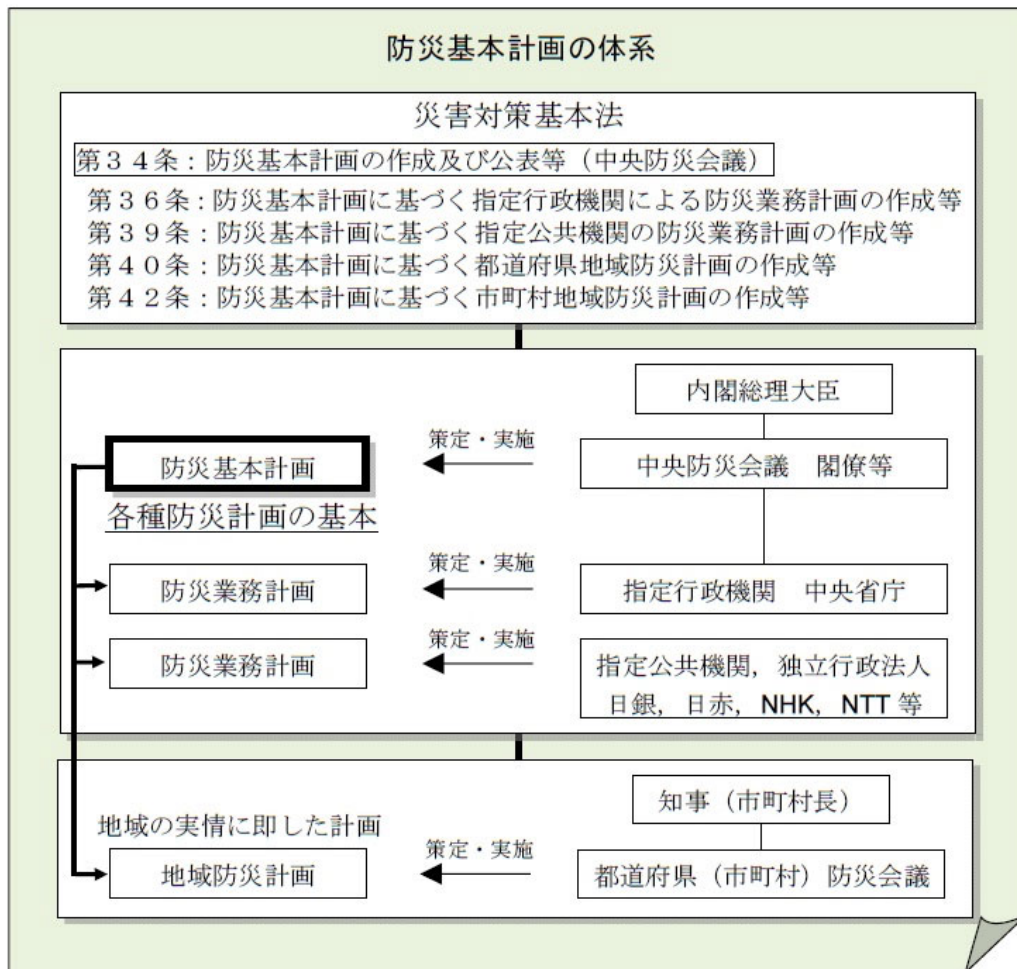 防災基本計画の体系
災害対策基本法
第３４条：防災基本計画の作成及び公表等（中央防災会議）
第３６条：防災基本計画に基づく指定行政機関による防災業務計画の作成等
第３９条：防災基本計画に基づく指定公共機関の防災業務計画の作成等
第４０条：防災基本計画に基づく都道府県地域防災計画の作成等
第４２条：防災基本計画に基づく市町村地域防災計画の作成等
内閣総理大臣
防災基本計画
策定・実施
中央防災会議　閣僚等
各種防災計画の基本
防災業務計画
策定・実施
指定行政機関　中央省庁
防災業務計画
策定・実施
指定公共機関，独立行政法人
日銀，日赤，NHK，NTT 等
知事（市町村長）
地域の実情に即した計画
地域防災計画
策定・実施
都道府県（市町村）防災会議